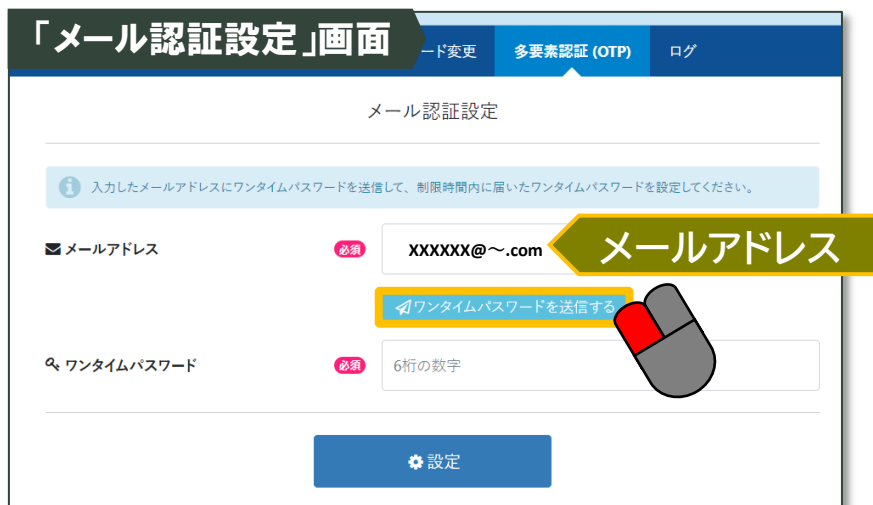 「メール認証設定」画面
ード変更
多要素認証 (OTP)
ログ
メール認証設定
入力したメールアドレスにワンタイムパスワードを送信して、制限時間内に届いたワンタイムパスワードを設定してください。
メールアドレス
必須
XXXXXX@～.com
メールアドレス
ワンタイムパスワードを送信する
ワンタイムパスワード
必須
6桁の数字
設定